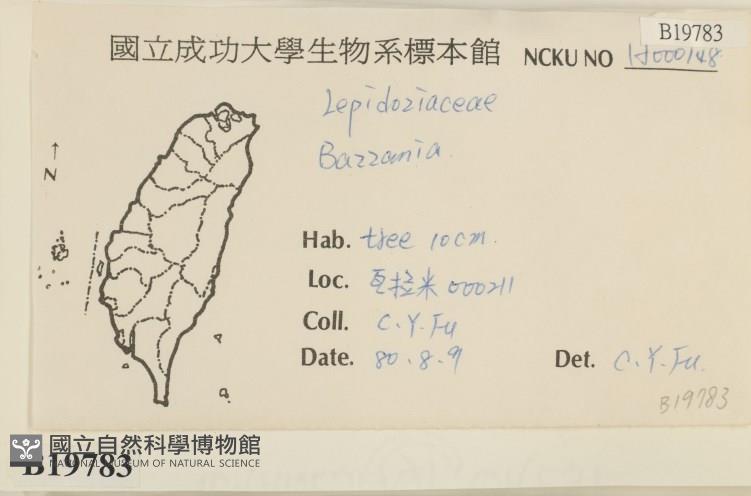 B19783
國立成功大學生物系標本館 NCKU NO H000148
Lepidoziaceae
Bazzania.
N
Hab. tree 10cm.
Loc. 瓦拉米 000211
Coll. C.Y.Fu
Date. 80.8.9 Det. C.Y.Fu.
B19783
國立自然科學博物館
NATIONAL MUSEUM OF NATURAL SCIENCE
B19783